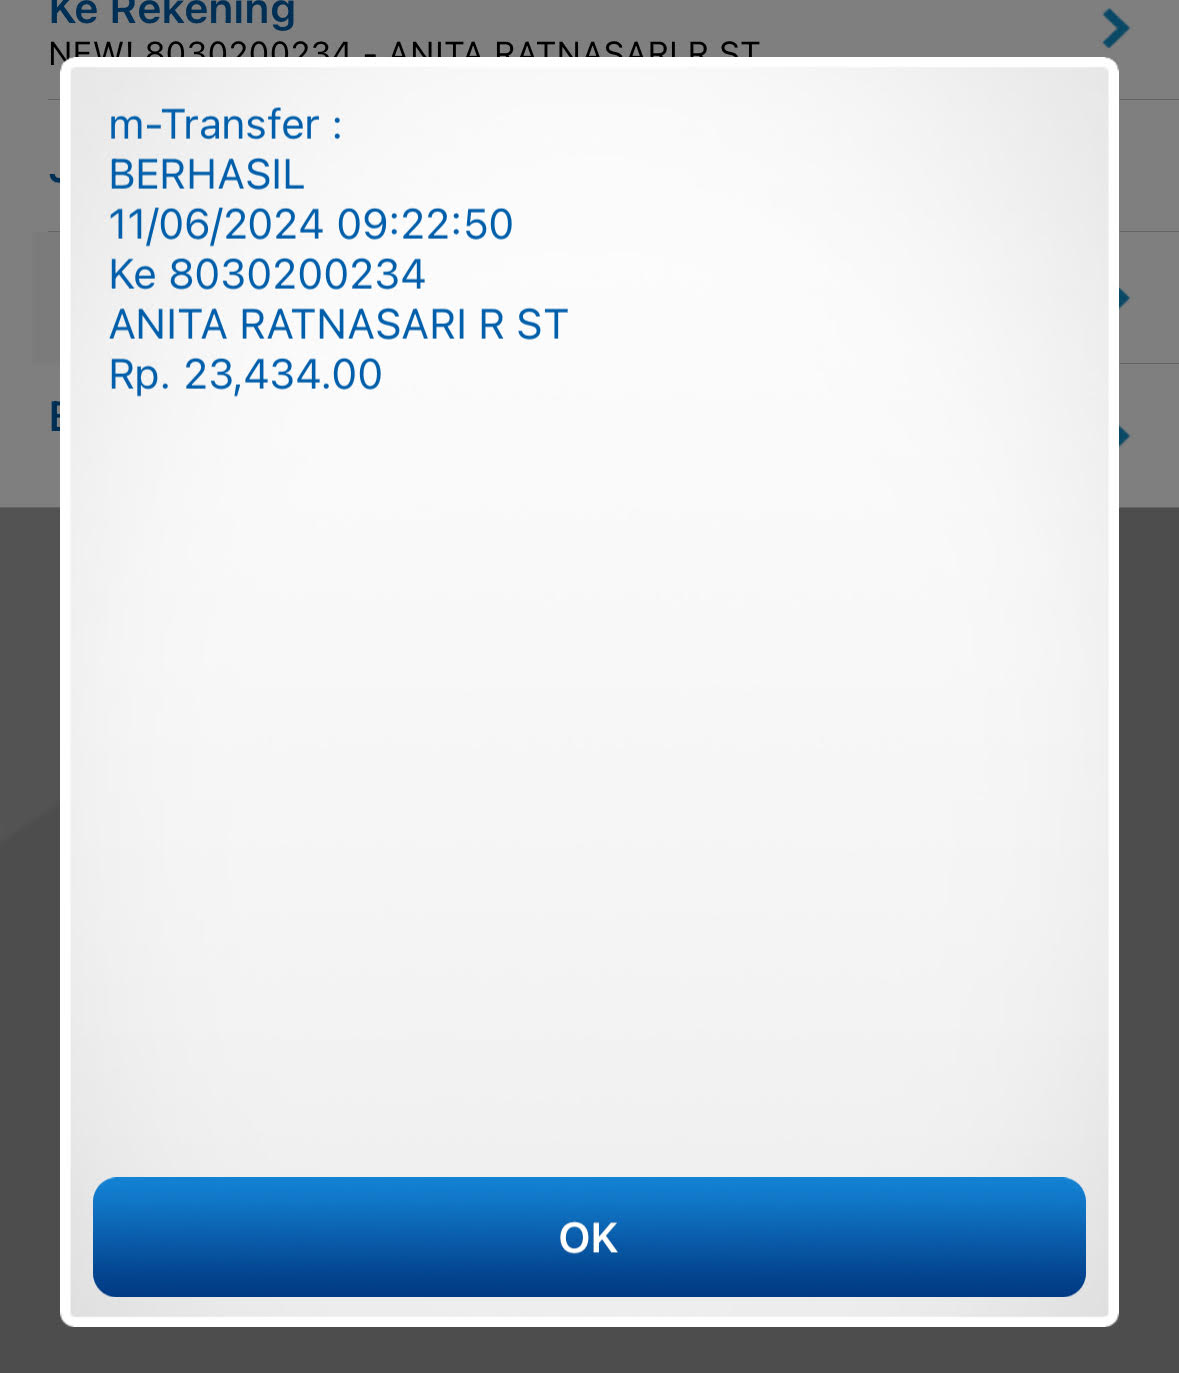 Ke Rekening
NEW! 8030200234 - ANITA RATNASARI R ST
m-Transfer :
BERHASIL
11/06/2024 09:22:50
Ke 8030200234
ANITA RATNASARI R ST
Rp. 23,434.00
OK